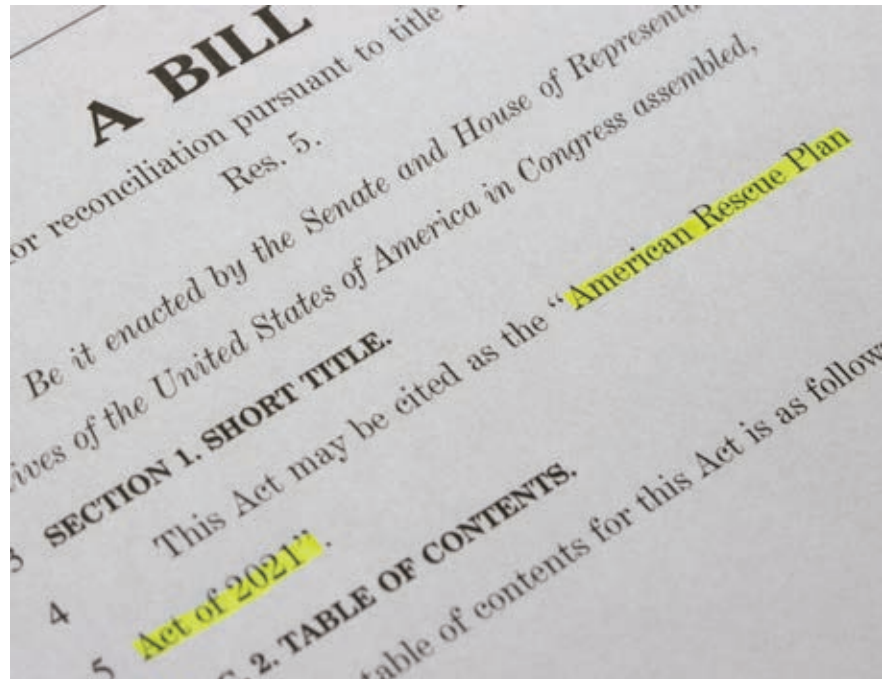 A BILL
or reconciliation pursuant to title
Res. 5.
Be it enacted by the Senate and House of Representa
ives of the United States of America in Congress assembled,
3 SECTION 1. SHORT TITLE.
4 This Act may be cited as the “American Rescue Plan
5 Act of 2021”.
. 2. TABLE OF CONTENTS.
table of contents for this Act is as follow